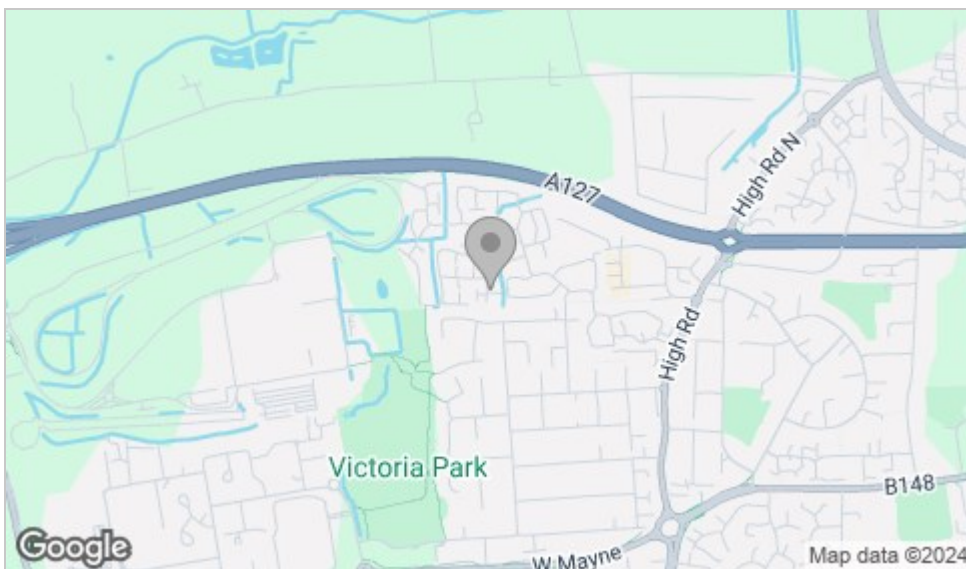 A127
High Rd N
High Rd
Victoria Park
B148
W Mayne
Google
Map data ©2024